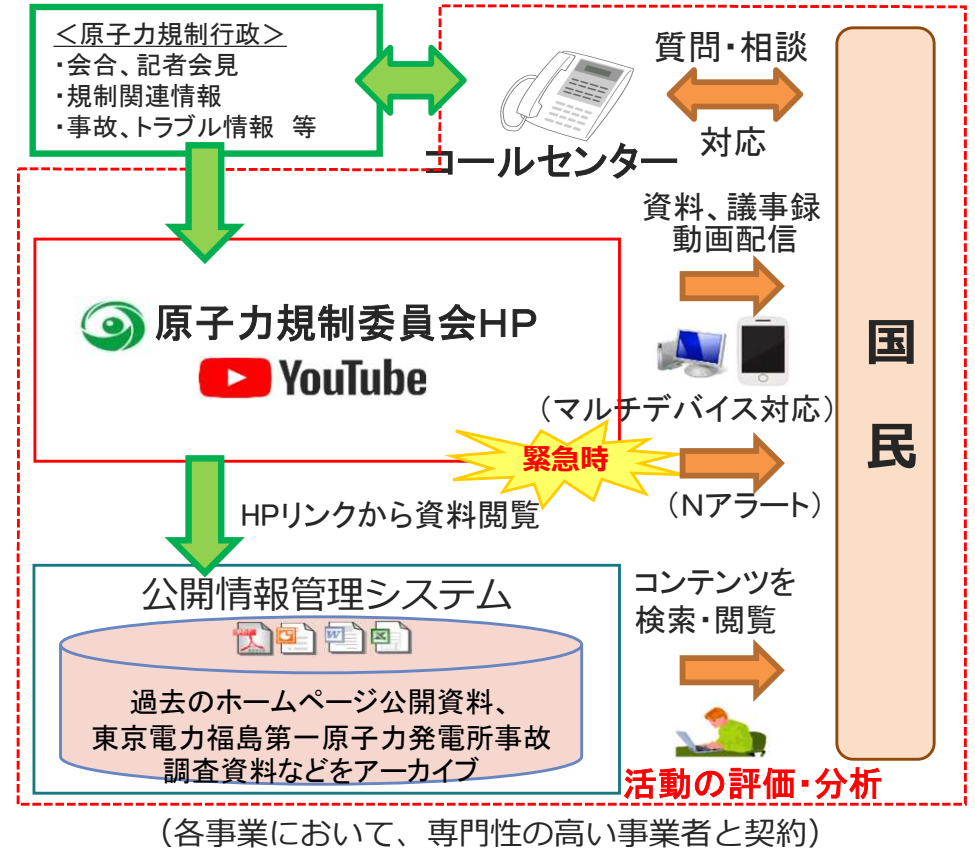 ＜原子力規制行政＞
・会合、記者会見
・規制関連情報
・事故、トラブル情報　等
コールセンター
質問・相談
対応
資料、議事録
動画配信
原子力規制委員会HP
YouTube
（マルチデバイス対応）
緊急時
（Nアラート）
HPリンクから資料閲覧
国
民
公開情報管理システム
コンテンツを
検索・閲覧
過去のホームページ公開資料、
東京電力福島第一原子力発電所事故
調査資料などをアーカイブ
活動の評価・分析
（各事業において、専門性の高い事業者と契約）